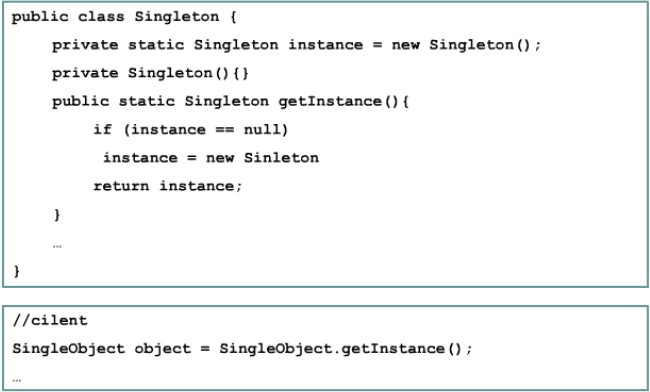 public class Singleton {
private static Singleton instance = new Singleton();
private Singleton(){}
public static Singleton getInstance(){
if (instance == null)
instance = new Sinleton
return instance;
}
…
}
//cilent
SingleObject object = SingleObject.getInstance();
…